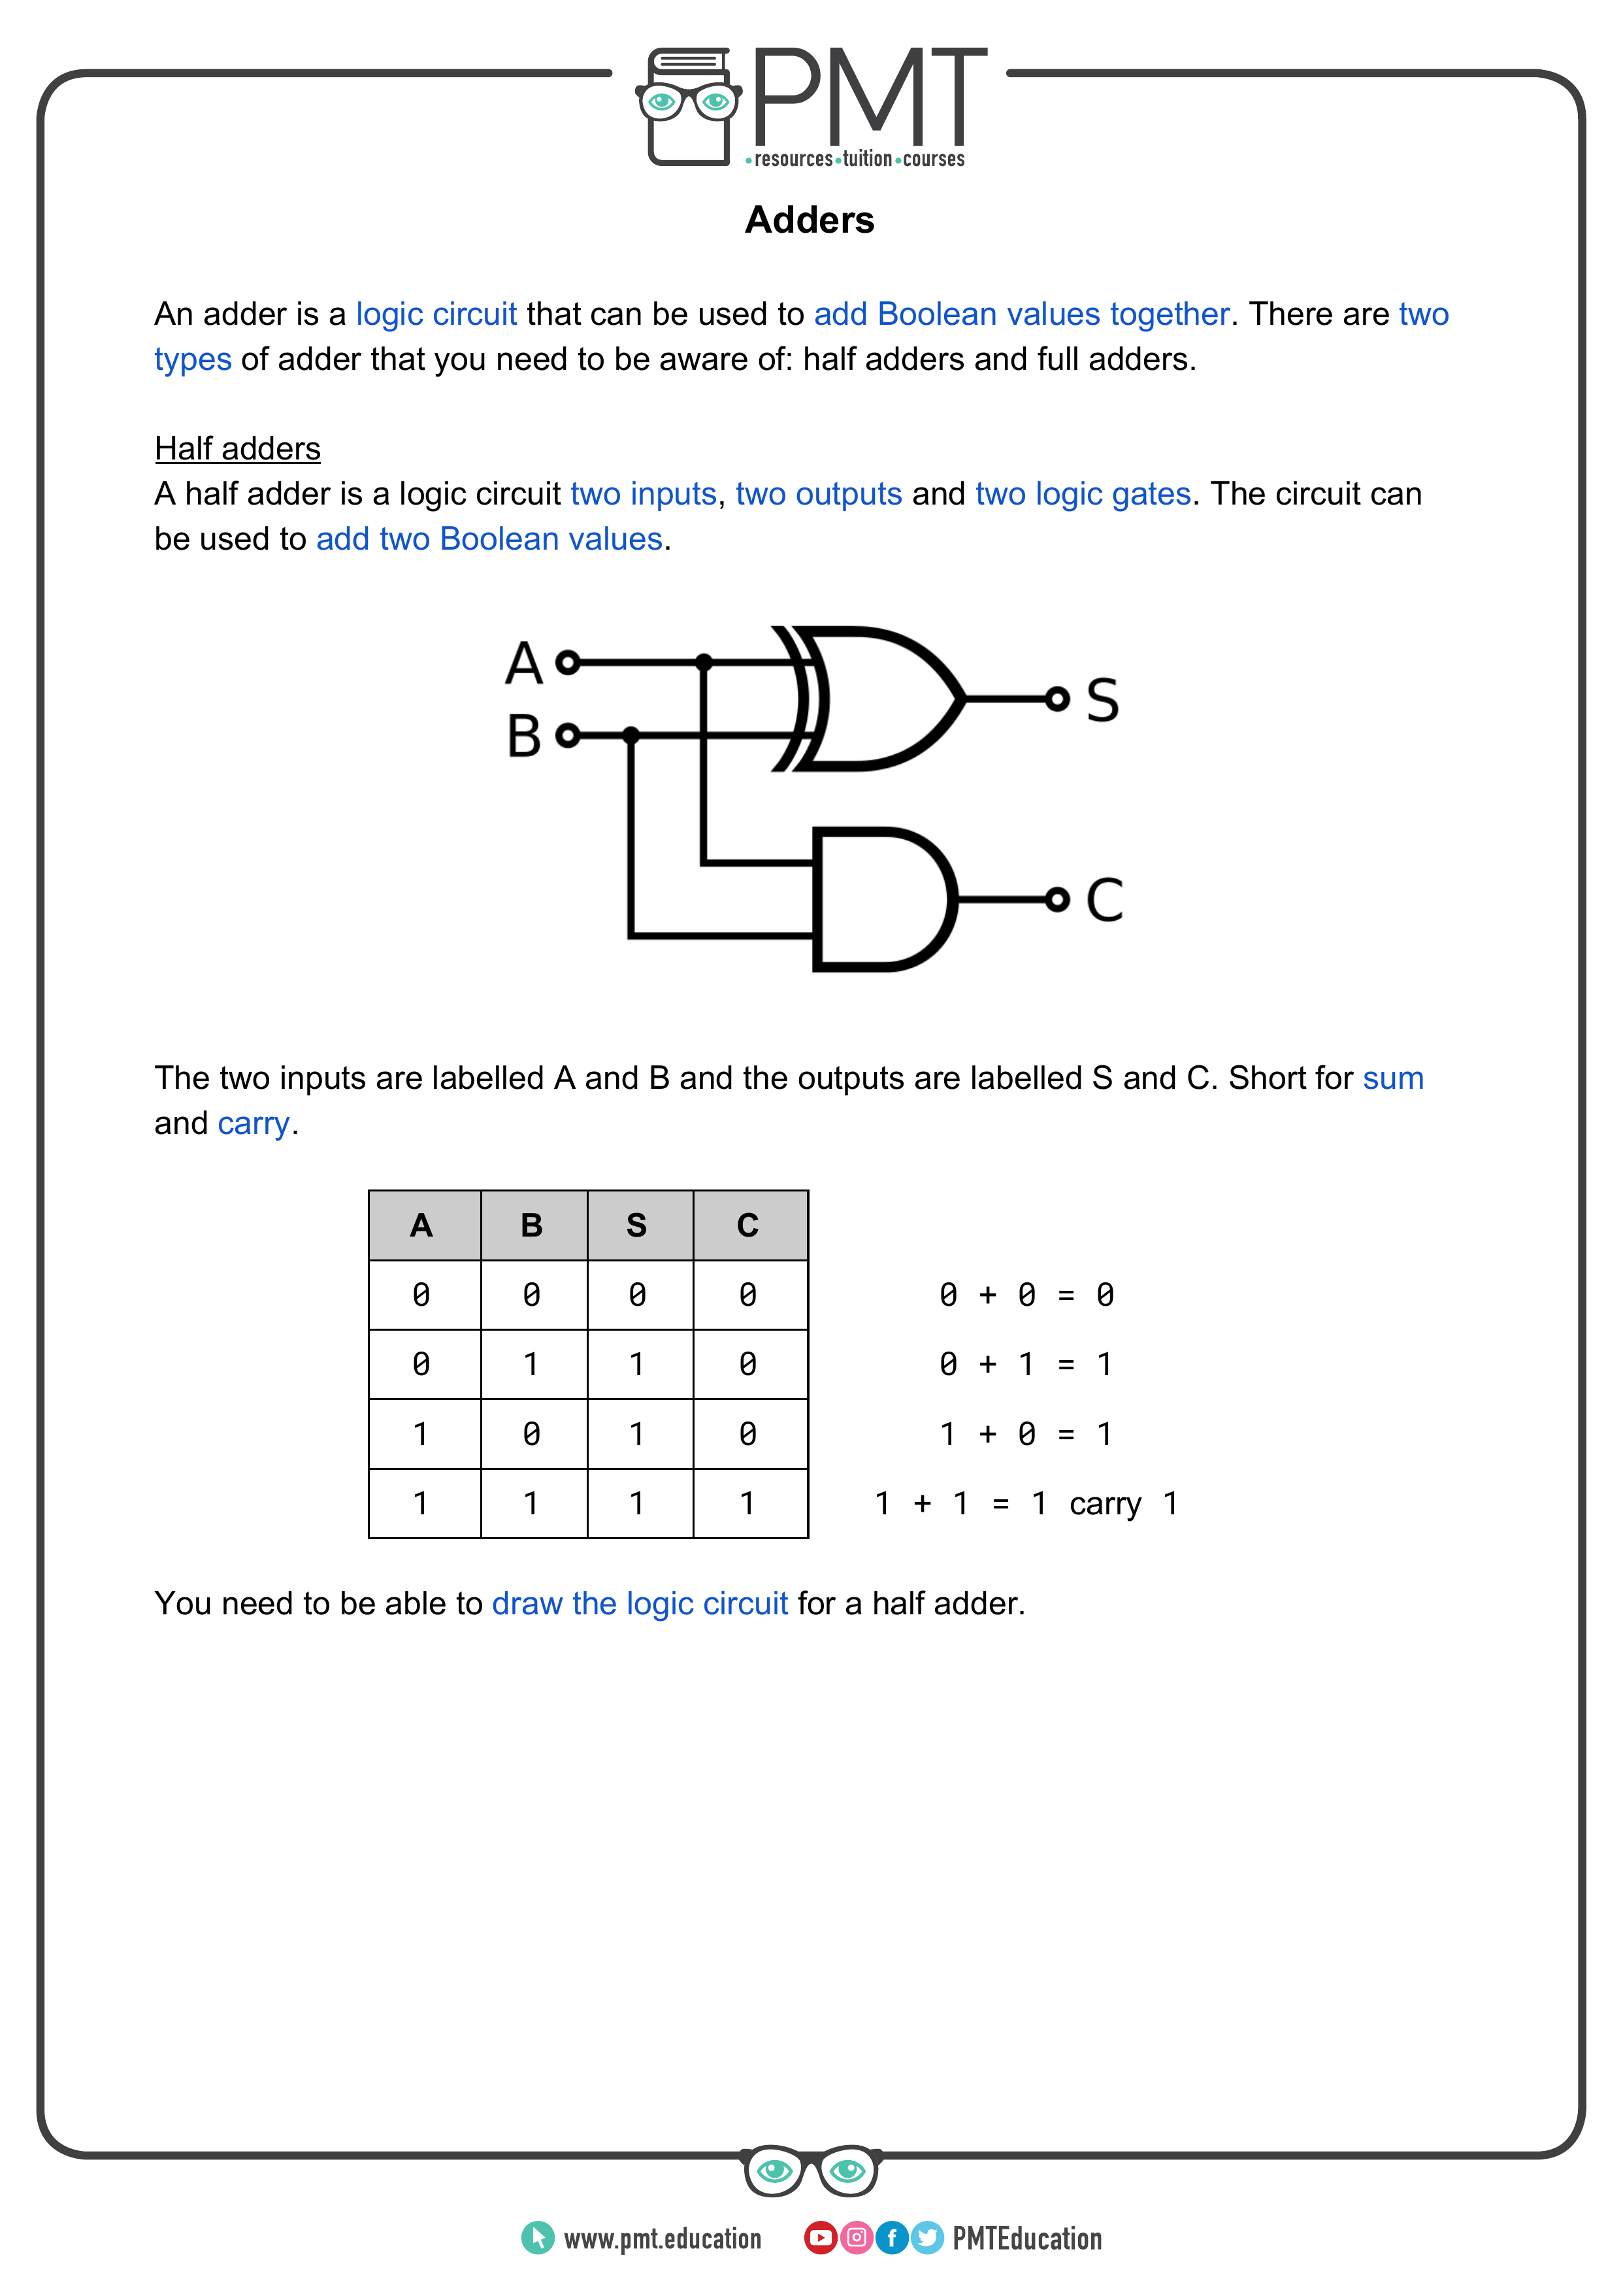 PMT
•resources•tuition•courses
Adders
An adder is a logic circuit that can be used to add Boolean values together. There are two
types of adder that you need to be aware of: half adders and full adders.
Half adders
A half adder is a logic circuit two inputs, two outputs and two logic gates. The circuit can
be used to add two Boolean values.
A
B
S
C
The two inputs are labelled A and B and the outputs are labelled S and C. Short for sum
and carry.
A B S C
0 0 0 0 0 + 0 = 0
0 1 1 0 0 + 1 = 1
1 0 1 0 1 + 0 = 1
1 1 1 1 1 + 1 = 1 carry 1
You need to be able to draw the logic circuit for a half adder.
www.pmt.education PMTEducation